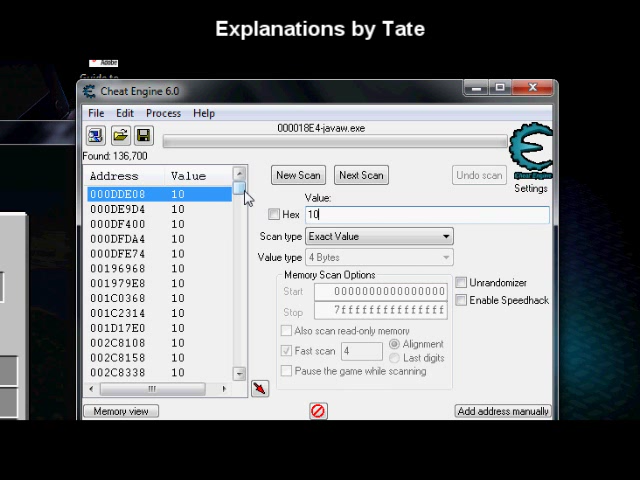 Explanations by Tate
Adobe
Cheat Engine 6.0
File Edit Process Help
000018E4-javaw.exe
Found: 136,700
Address Value
000DDE08 10
000DE9D4 10
000DF400 10
000DFDA4 10
000DFE74 10
00196968 10
001979E8 10
001C0368 10
001C2314 10
001D17E0 10
002C8108 10
002C8158 10
002C8338 10
New Scan Next Scan Undo scan
Cheat Engine
Settings
Value:
Hex 10
Scan type Exact Value
Value type 4 Bytes
Memory Scan Options
Start 0000000000000000
Stop 7fffffffffffffff
Also scan read-only memory
Fast scan 4 Alignment
Last digits
Pause the game while scanning
Unrandomizer
Enable Speedhack
Memory view Add address manually